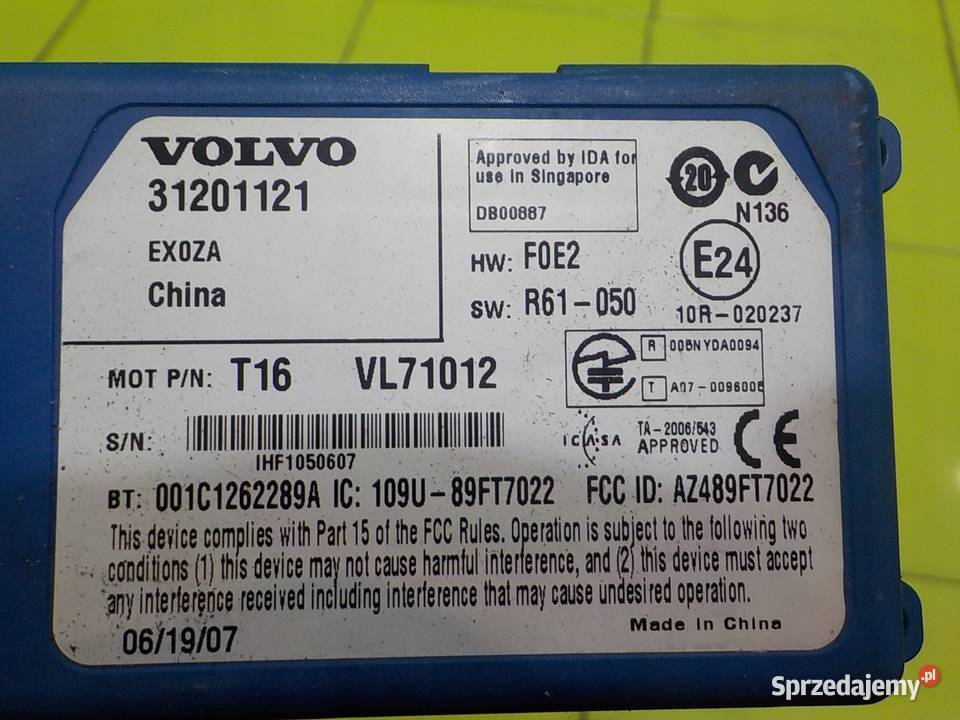 VOLVO
31201121
EX0ZA
China
Approved by IDA for
use in Singapore
DB00887
20
N136
HW: F0E2
SW: R61-050
E24
10R-020237
MOT P/N: T16 VL71012
R 005NYDA0094
T A07-0096005
S/N:
IHF1050607
ICASA TA-2006/543
APPROVED
CE
BT: 001C1262289A IC: 109U-89FT7022 FCC ID: AZ489FT7022
This device complies with Part 15 of the FCC Rules. Operation is subject to the following two
conditions (1) this device may not cause harmful interference, and (2) this device must accept
any interference received including interference that may cause undesired operation.
06/19/07
Made in China
Sprzedajemy.pl